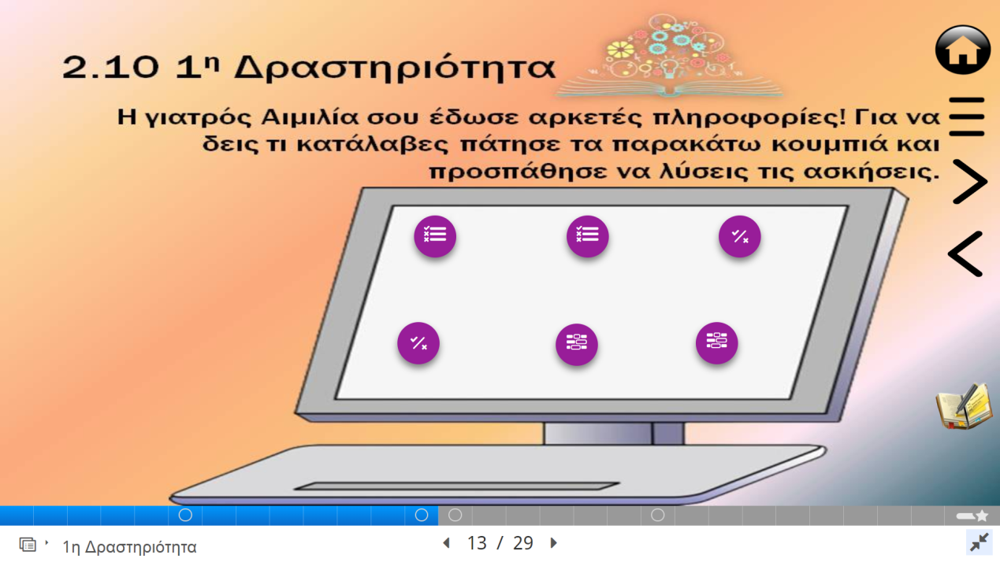 2.10 1η Δραστηριότητα
Η γιατρός Αιμιλία σου έδωσε αρκετές πληροφορίες! Για να
δεις τι κατάλαβες πάτησε τα παρακάτω κουμπιά και
προσπάθησε να λύσεις τις ασκήσεις.
1η Δραστηριότητα
13 / 29